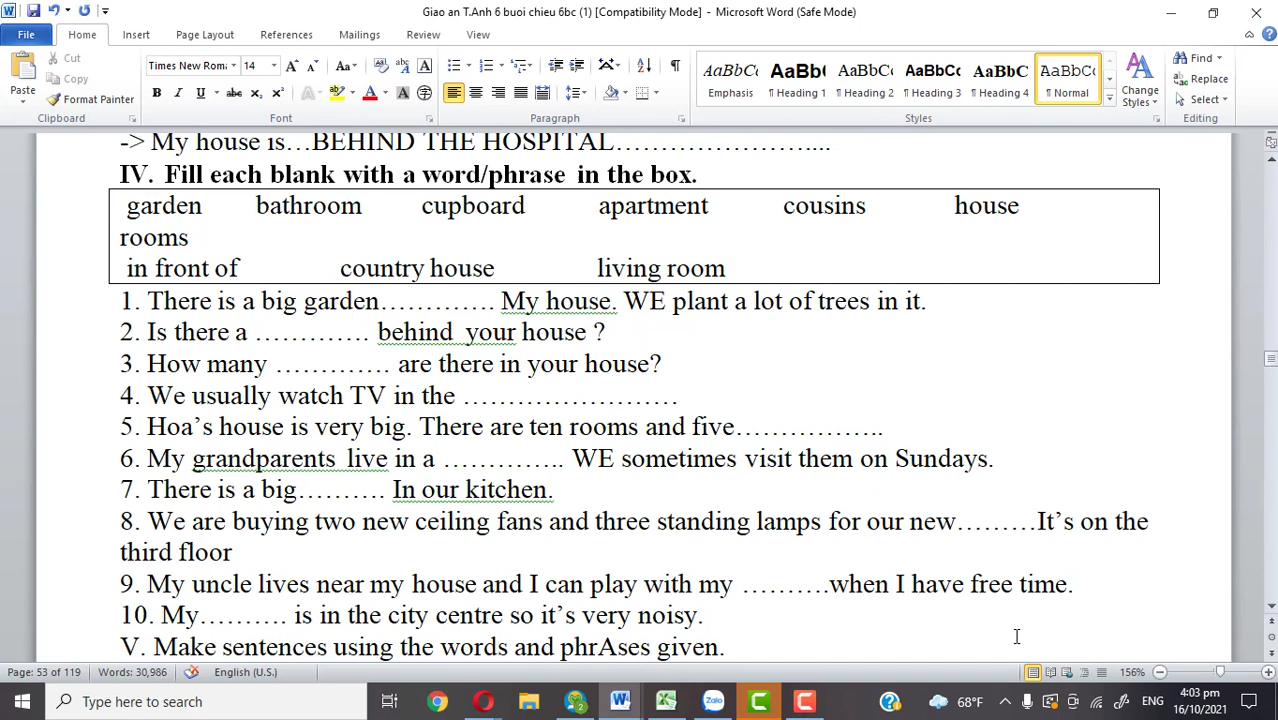 Giao an T.Anh 6 buoi chieu 6bc (1) [Compatibility Mode] - Microsoft Word (Safe Mode)
File Home Insert Page Layout References Mailings Review View
Paste Cut Copy Format Painter Clipboard
Times New Roma 14 Font
Paragraph
AaBbC Emphasis AaBb( ¶ Heading 1 AaBbCc ¶ Heading 2 AaBbCc ¶ Heading 3 AaBbC ¶ Heading 4 AaBbCc ¶ Normal Change Styles Styles
Find Replace Select Editing
-> My house is…BEHIND THE HOSPITAL…………………....
IV. Fill each blank with a word/phrase in the box.
garden bathroom cupboard apartment cousins house
rooms
in front of country house living room
1. There is a big garden…………. My house. WE plant a lot of trees in it.
2. Is there a …………. behind your house ?
3. How many …………. are there in your house?
4. We usually watch TV in the ……………………
5. Hoa’s house is very big. There are ten rooms and five……………..
6. My grandparents live in a ………….. WE sometimes visit them on Sundays.
7. There is a big………. In our kitchen.
8. We are buying two new ceiling fans and three standing lamps for our new………It’s on the
third floor
9. My uncle lives near my house and I can play with my ……….when I have free time.
10. My………. is in the city centre so it’s very noisy.
V. Make sentences using the words and phrAses given.
Page: 53 of 119 Words: 30,986 English (U.S.) 156%
Type here to search 68°F ENG 4:03 pm
16/10/2021